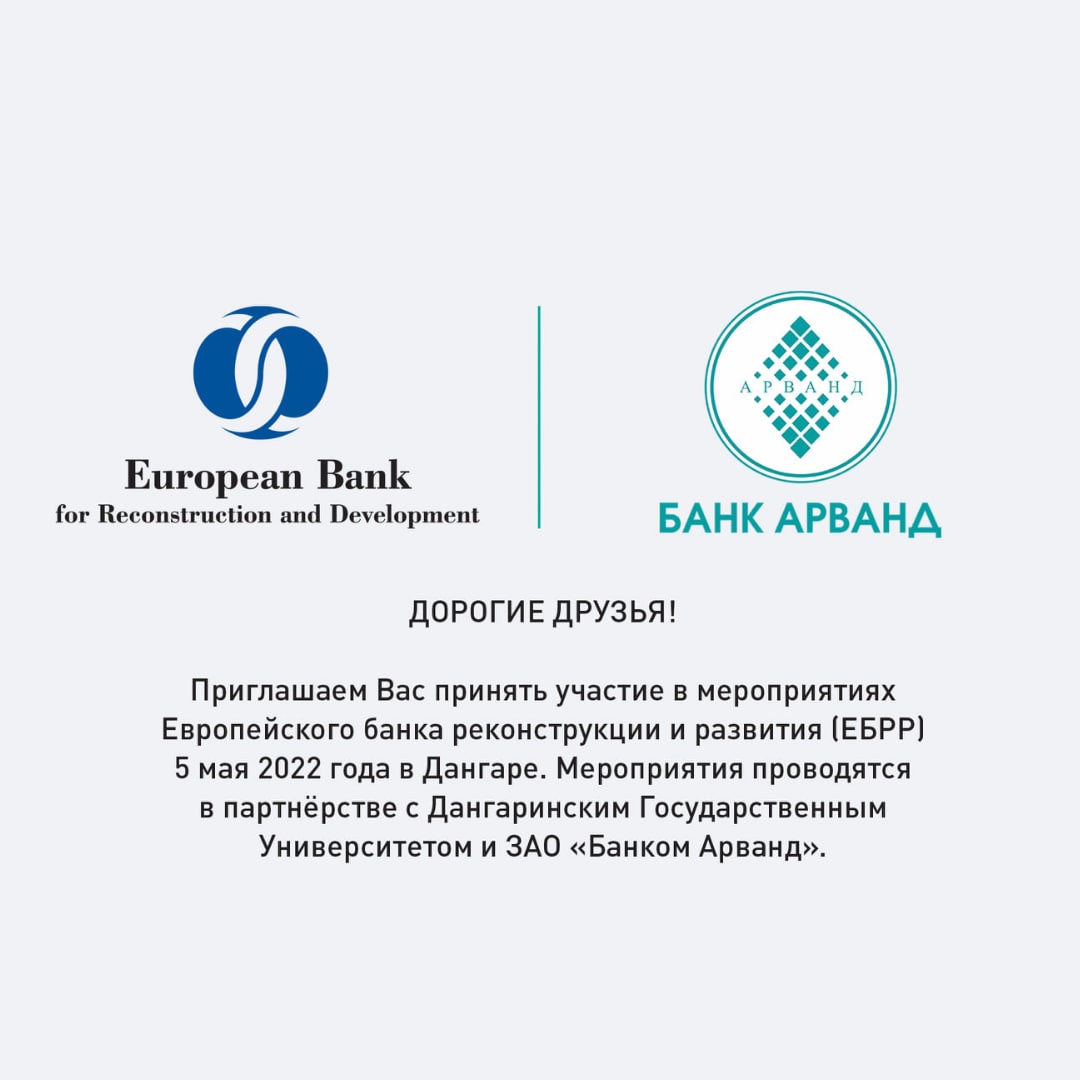 European Bank
for Reconstruction and Development
АРВАНД
БАНК АРВАНД
ДОРОГИЕ ДРУЗЬЯ!
Приглашаем Вас принять участие в мероприятиях
Европейского банка реконструкции и развития (ЕБРР)
5 мая 2022 года в Дангаре. Мероприятия проводятся
в партнёрстве с Дангаринским Государственным
Университетом и ЗАО «Банком Арванд».